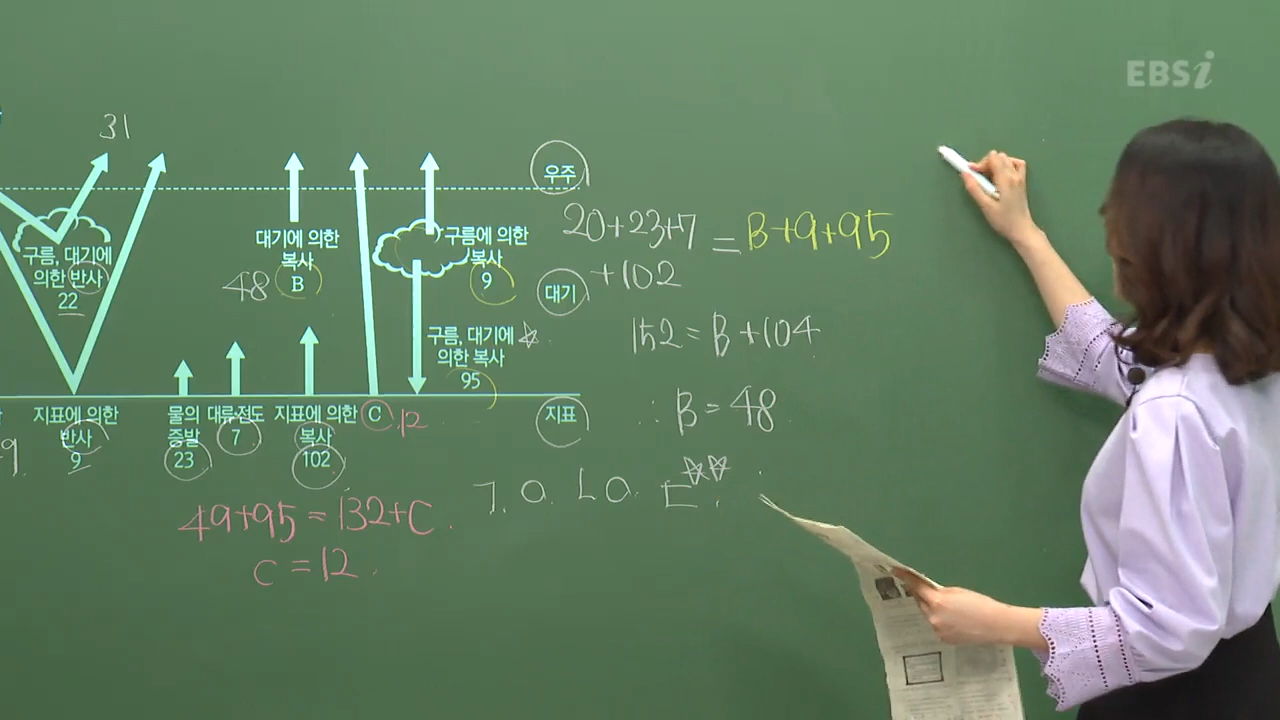 EBSi
31
우주
구름, 대기에
의한 반사
22
대기에 의한
복사
B
48
구름에 의한
복사
9
대기
구름, 대기에 ☆
의한 복사
95
지표에 의한
반사
9
물의
증발
23
대류·전도
7
지표에 의한
복사
102
C
12
지표
20+23+7 = B+9+95
+102
152 = B+104
∴ B = 48
ㄱ. O. ㄴ O. ㄷ.☆☆
49+95 = 132+C.
C = 12.